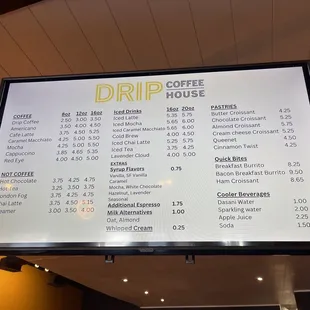 DRIP COFFEE HOUSE
COFFEE 8oz 12oz 16oz
Drip Coffee 2.50 3.00 3.50
Americano 3.50 4.00 4.50
Cafe Latte 3.75 4.50 5.25
Caramel Macchiato 4.25 5.00 5.75
Mocha 4.25 5.00 5.50
Cappuccino 3.85 4.65 5.35
Red Eye 4.00 4.50 5.00
NOT COFFEE
Hot Chocolate 3.75 4.25 4.75
Hot Tea 3.25 3.50 3.75
London Fog 3.75 4.25 4.75
Chai Latte 3.75 4.50 5.25
3.00 3.50 4.00
Iced Drinks 16oz 20oz
Iced Latte 5.25 5.75
Iced Mocha 5.65 6.00
Iced Caramel Macchiato 5.65 6.00
Cold Brew 4.00 4.50
Iced Tea
Iced Chai Latte 5.25 5.75
Iced Coffee
Lavender Cloud
EXTRAS
Syrup Flavors 0.75
Vanilla, SF Vanilla
Caramel
Mocha, White Chocolate
Hazelnut, Lavender
Seasonal
Additional Espresso 1.75
Milk Alternatives 1.00
Oat, Almond
Whipped Cream 0.25
PASTRIES
Butter Croissant 4.25
Chocolate Croissant 5.25
Almond Croissant 5.75
Cream cheese Croissant 5.25
Queenet 4.50
Cinnamon Twist 4.25
Quick Bites
Breakfast Burrito 8.25
Bacon Breakfast Burrito 9.50
Ham Croissant 8.65
Cooler Beverages
Dasani Water 1.00
Sparkling water 2.00
Apple Juice 2.25
Soda 1.50